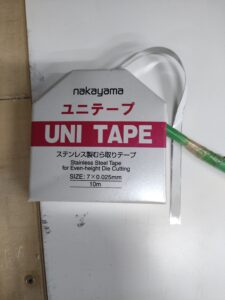 nakayama
ユニテープ
UNI TAPE
ステンレス製むら取りテープ
Stainless Steel Tape
for Even-height Die Cutting
SIZE: 7×0.025mm
10m